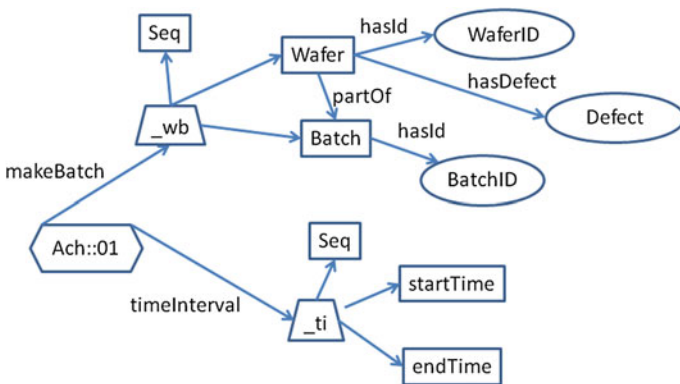 Seq
Wafer
hasId
WaferID
hasDefect
partOf
Defect
_wb
Batch
hasId
BatchID
makeBatch
Ach::01
Seq
startTime
timeInterval
_ti
endTime